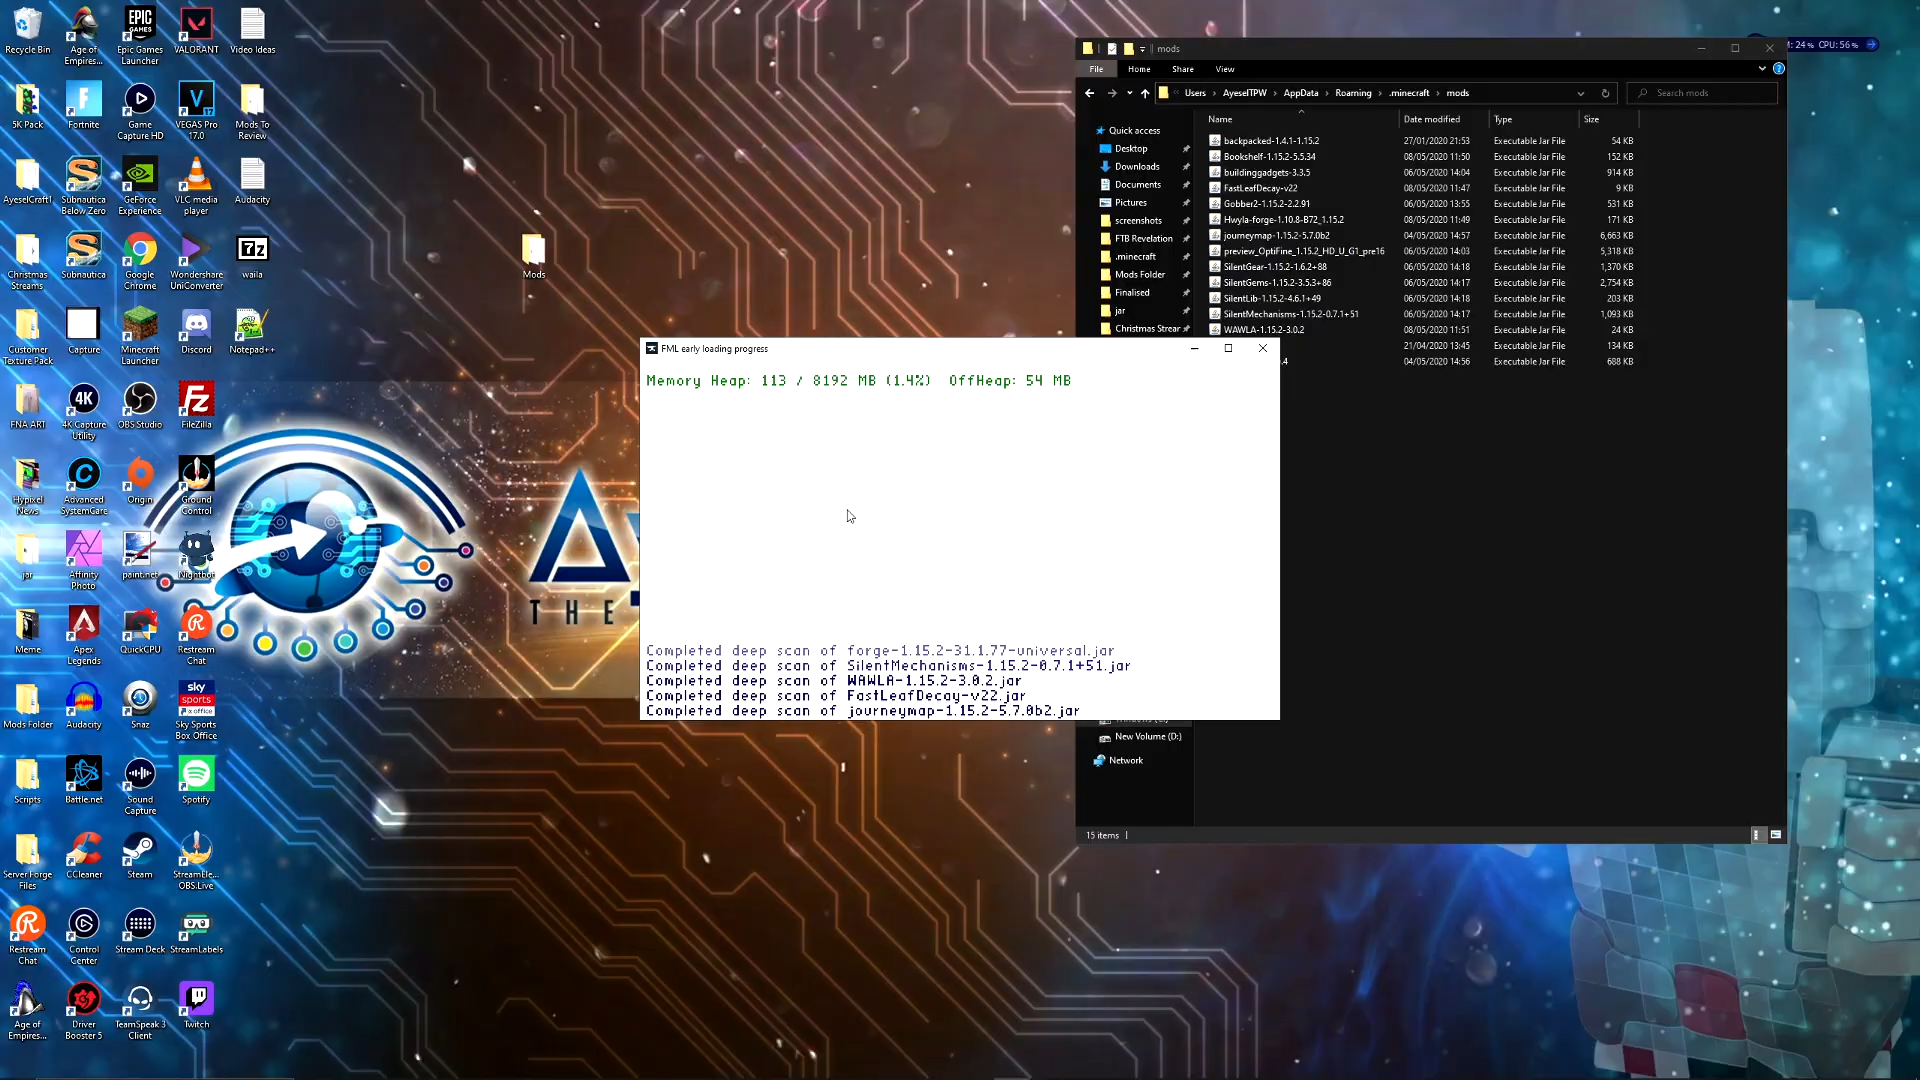 Recycle Bin
Age of
Empires...
Epic Games
Launcher
VALORANT
Video Ideas
5K Pack
Fortnite
Game
Capture HD
VEGAS Pro
17.0
Mods To
Review
AyeselCraft1
Subnautica
Below Zero
GeForce
Experience
VLC media
player
Audacity
Christmas
Streams
Subnautica
Google
Chrome
Wondershare
UniConverter
waila
Mods
Customer
Texture Pack
Capture
Minecraft
Launcher
Discord
Notepad++
FNA ART
4K Capture
Utility
OBS Studio
FileZilla
Hypixel
News
Advanced
SystemCare
Origin
Ground
Control
jar
Affinity
Photo
paint.net
Nightbot
Meme
Apex
Legends
QuickCPU
Restream
Chat
Mods Folder
Audacity
Snaz
Sky Sports
Box Office
Scripts
Battle.net
Sound
Capture
Spotify
Server Forge
Files
CCleaner
Steam
StreamEle...
OBS.Live
Restream
Chat
Control
Center
Stream Deck
StreamLabels
Age of
Empires...
Driver
Booster 5
TeamSpeak 3
Client
Twitch
THE
mods
24 % CPU: 56 %
File
Home
Share
View
Users
AyeselTPW
AppData
Roaming
.minecraft
mods
Search mods
Quick access
Desktop
Downloads
Documents
Pictures
screenshots
FTB Revelation
.minecraft
Mods Folder
Finalised
jar
Christmas Strear
Name Date modified Type Size
backpacked-1.4.1-1.15.2 27/01/2020 21:53 Executable Jar File 54 KB
Bookshelf-1.15.2-5.5.34 08/05/2020 11:50 Executable Jar File 152 KB
buildinggadgets-3.3.5 06/05/2020 14:04 Executable Jar File 914 KB
FastLeafDecay-v22 08/05/2020 11:47 Executable Jar File 9 KB
Gobber2-1.15.2-2.2.91 06/05/2020 13:55 Executable Jar File 531 KB
Hwyla-forge-1.10.8-B72_1.15.2 08/05/2020 11:49 Executable Jar File 171 KB
journeymap-1.15.2-5.7.0b2 04/05/2020 14:57 Executable Jar File 6,663 KB
preview_OptiFine_1.15.2_HD_U_G1_pre16 06/05/2020 14:03 Executable Jar File 5,318 KB
SilentGear-1.15.2-1.6.2+88 06/05/2020 14:18 Executable Jar File 1,370 KB
SilentGems-1.15.2-3.5.3+86 06/05/2020 14:17 Executable Jar File 2,754 KB
SilentLib-1.15.2-4.6.1+49 06/05/2020 14:18 Executable Jar File 203 KB
SilentMechanisms-1.15.2-0.7.1+51 06/05/2020 14:17 Executable Jar File 1,093 KB
WAWLA-1.15.2-3.0.2 08/05/2020 11:51 Executable Jar File 24 KB
21/04/2020 13:45 Executable Jar File 134 KB
.4 04/05/2020 14:56 Executable Jar File 688 KB
New Volume (D:)
Network
15 items
FML early loading progress
Memory Heap: 113 / 8192 MB (1.4%) OffHeap: 54 MB
Completed deep scan of forge-1.15.2-31.1.77-universal.jar
Completed deep scan of SilentMechanisms-1.15.2-0.7.1+51.jar
Completed deep scan of WAWLA-1.15.2-3.0.2.jar
Completed deep scan of FastLeafDecay-v22.jar
Completed deep scan of journeymap-1.15.2-5.7.0b2.jar